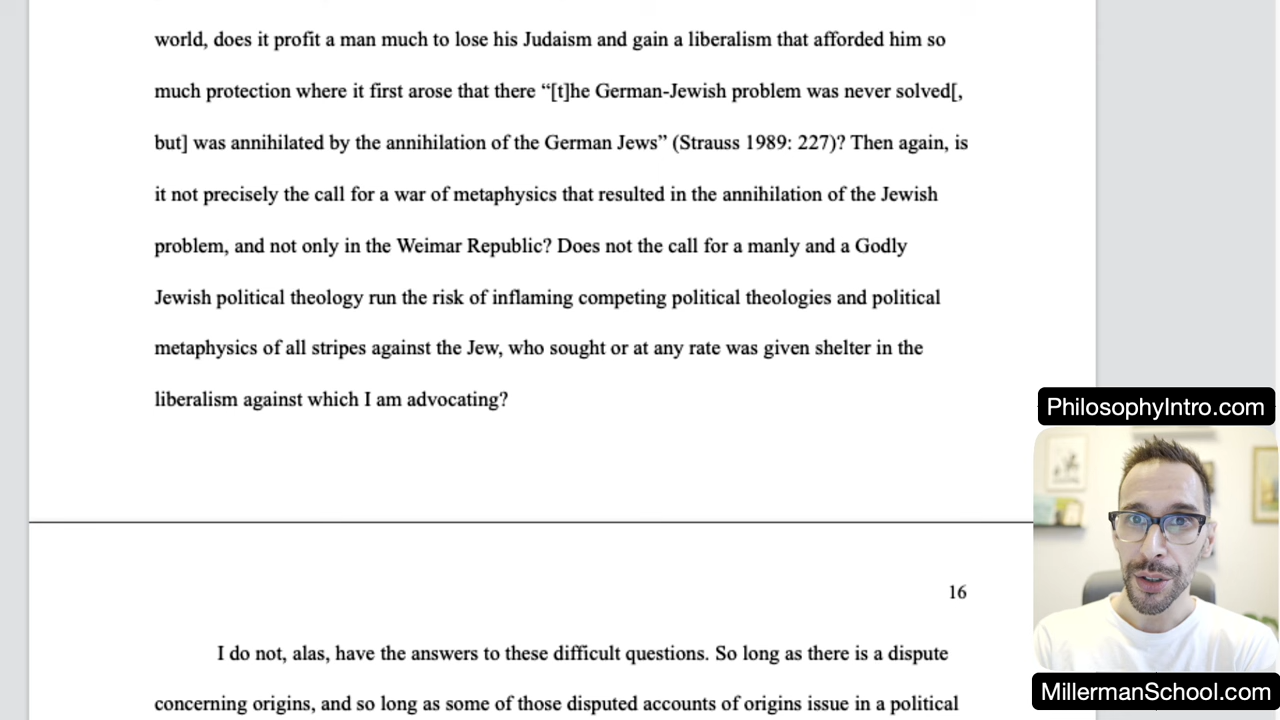 world, does it profit a man much to lose his Judaism and gain a liberalism that afforded him so
much protection where it first arose that there “[t]he German-Jewish problem was never solved[,
but] was annihilated by the annihilation of the German Jews” (Strauss 1989: 227)? Then again, is
it not precisely the call for a war of metaphysics that resulted in the annihilation of the Jewish
problem, and not only in the Weimar Republic? Does not the call for a manly and a Godly
Jewish political theology run the risk of inflaming competing political theologies and political
metaphysics of all stripes against the Jew, who sought or at any rate was given shelter in the
liberalism against which I am advocating?
PhilosophyIntro.com
16
I do not, alas, have the answers to these difficult questions. So long as there is a dispute
MillermanSchool.com
concerning origins, and so long as some of those disputed accounts of origins issue in a political